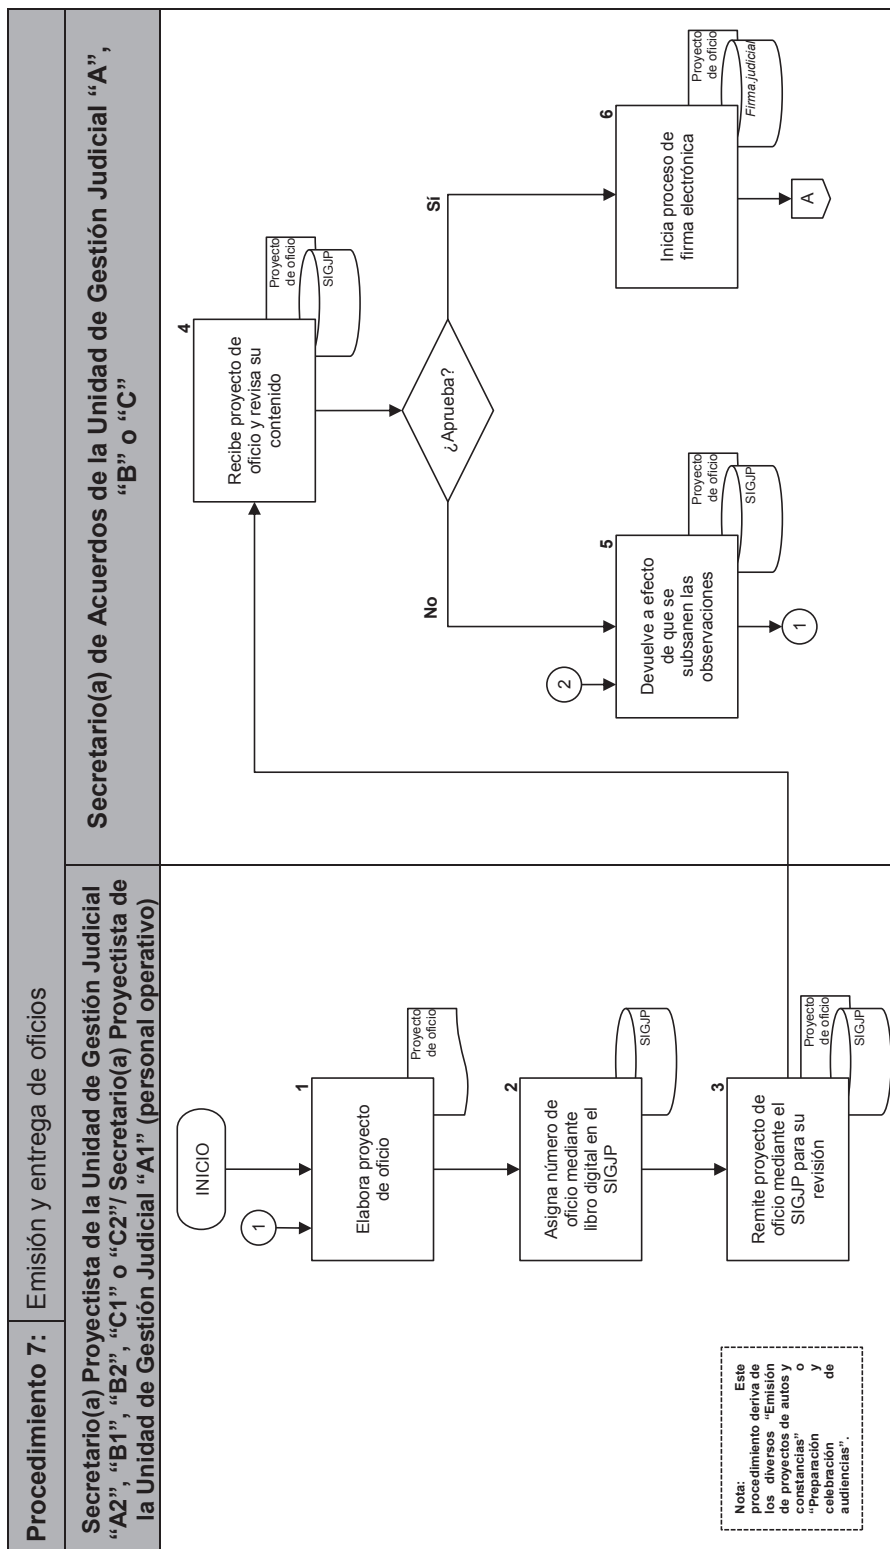 Procedimiento 7:
Emisión y entrega de oficios
Secretario(a) Proyectista de la Unidad de Gestión Judicial
“A2”, “B1”, “B2”, “C1” o “C2”/ Secretario(a) Proyectista de
la Unidad de Gestión Judicial “A1” (personal operativo)
Secretario(a) de Acuerdos de la Unidad de Gestión Judicial “A”,
“B” o “C”
INICIO
1
1
Elabora proyecto
de oficio
Proyecto
de oficio
2
Asigna número de
oficio mediante
libro digital en el
SIGJP
SIGJP
3
Remite proyecto de
oficio mediante el
SIGJP para su
revisión
Proyecto
de oficio
SIGJP
Nota: Este
procedimiento deriva de
los diversos “Emisión
de proyectos de autos y
constancias” o
“Preparación y
celebración de
audiencias”.
4
Recibe proyecto de
oficio y revisa su
contenido
Proyecto
de oficio
SIGJP
¿Aprueba?
No
Sí
2
5
Devuelve a efecto
de que se
subsanen las
observaciones
Proyecto
de oficio
SIGJP
1
6
Inicia proceso de
firma electrónica
Proyecto
de oficio
Firma.judicial
A